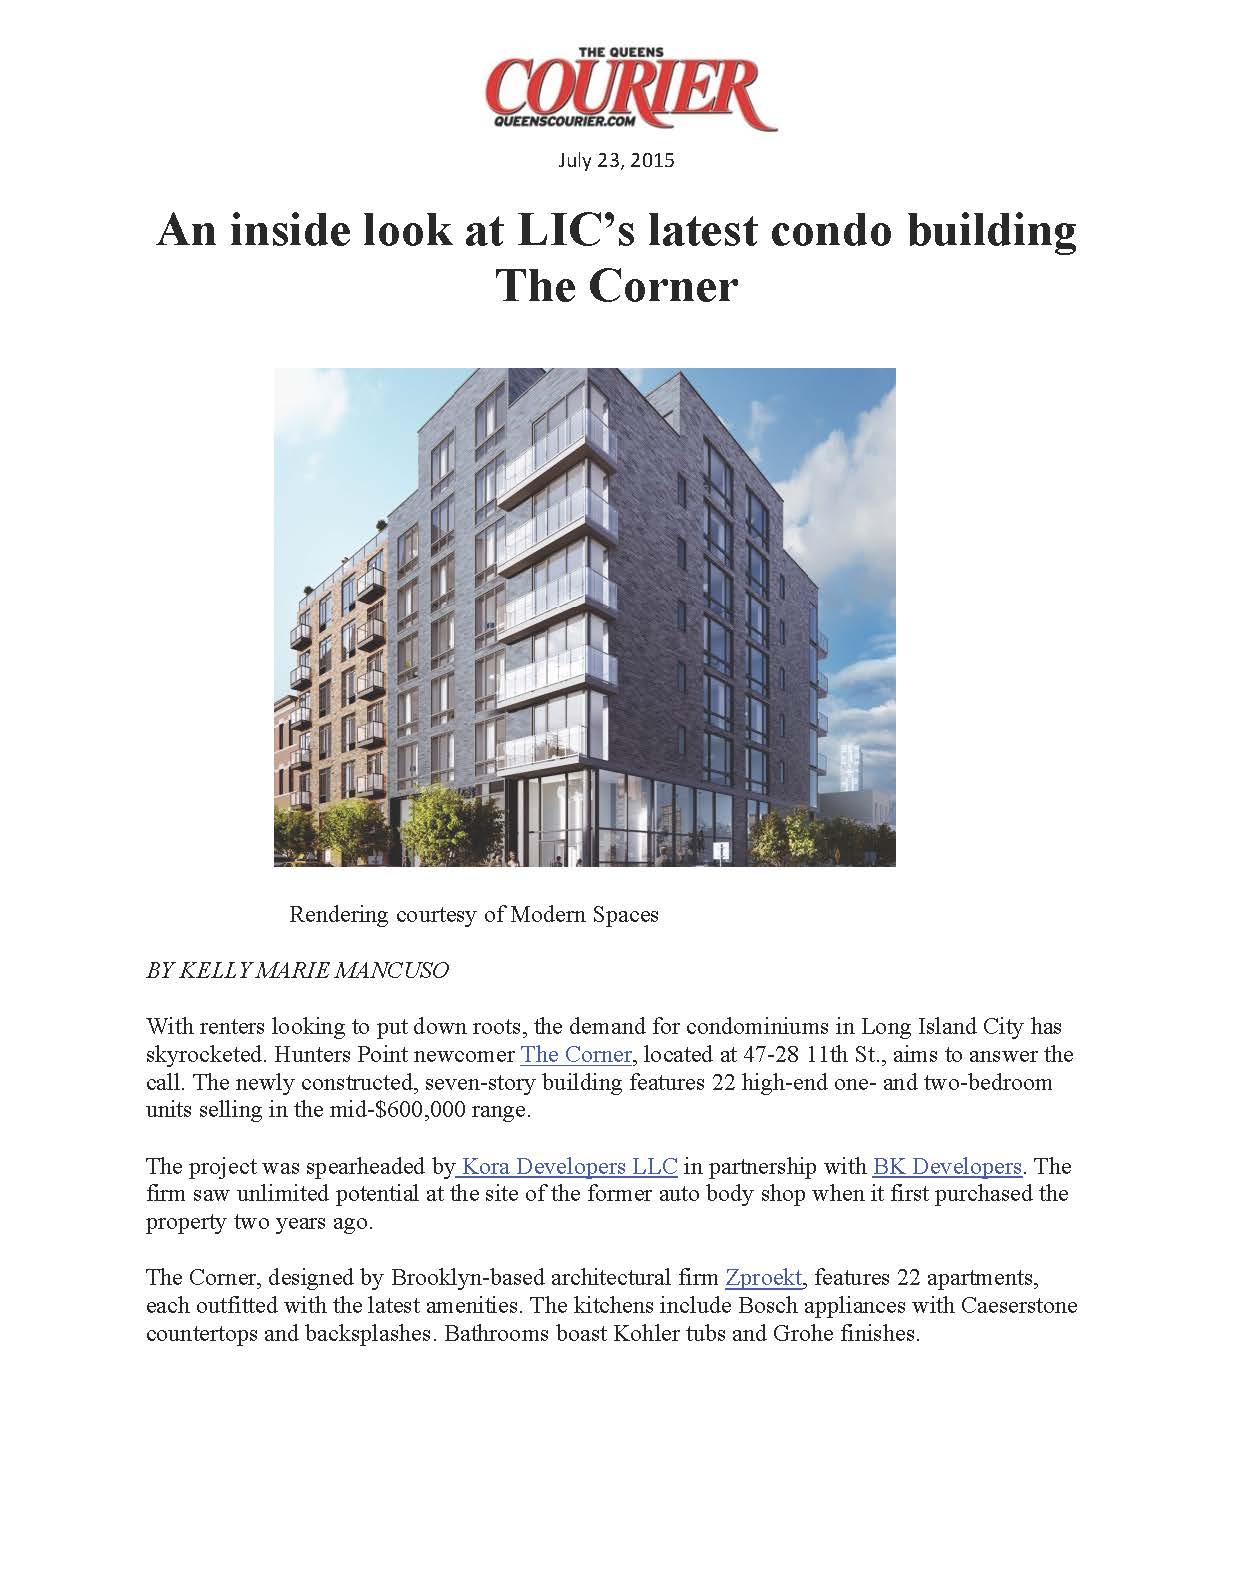 THE QUEENS
COURIER
QUEENSCOURIER.COM
July 23, 2015
An inside look at LIC’s latest condo building
The Corner
Rendering courtesy of Modern Spaces
BY KELLY MARIE MANCUSO
With renters looking to put down roots, the demand for condominiums in Long Island City has
skyrocketed. Hunters Point newcomer The Corner, located at 47-28 11th St., aims to answer the
call. The newly constructed, seven-story building features 22 high-end one- and two-bedroom
units selling in the mid-$600,000 range.
The project was spearheaded by Kora Developers LLC in partnership with BK Developers. The
firm saw unlimited potential at the site of the former auto body shop when it first purchased the
property two years ago.
The Corner, designed by Brooklyn-based architectural firm Zproekt, features 22 apartments,
each outfitted with the latest amenities. The kitchens include Bosch appliances with Caeserstone
countertops and backsplashes. Bathrooms boast Kohler tubs and Grohe finishes.